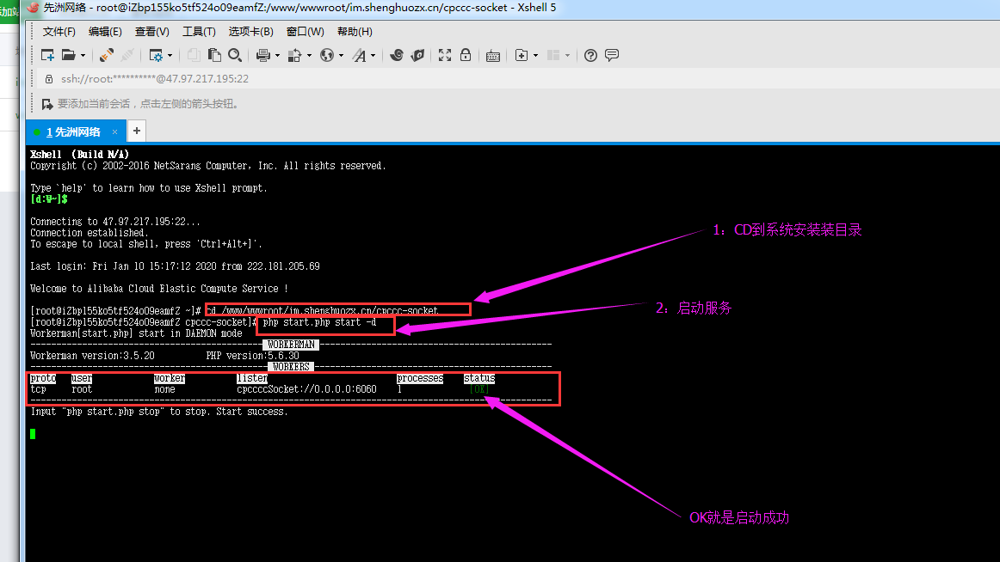 动加
先洲网络 - root@iZbp155ko5tf524o09eamfZ:/www/wwwroot/im.shenghuozx.cn/cpccc-socket - Xshell 5
文件(F) 编辑(E) 查看(V) 工具(T) 选项卡(B) 窗口(W) 帮助(H)
ssh://root:**********@47.97.217.195:22
要添加当前会话，点击左侧的箭头按钮。
1 先洲网络 × +
Xshell (Build N/A)
Copyright (c) 2002-2016 NetSarang Computer, Inc. All rights reserved.
Type `help' to learn how to use Xshell prompt.
[d:₩~]$
Connecting to 47.97.217.195:22...
Connection established.
To escape to local shell, press 'Ctrl+Alt+]'.
Last login: Fri Jan 10 15:17:12 2020 from 222.181.205.69
Welcome to Alibaba Cloud Elastic Compute Service !
[root@iZbp155ko5tf524o09eamfZ ~]# cd /www/wwwroot/im.shenghuozx.cn/cpccc-socket
[root@iZbp155ko5tf524o09eamfZ cpccc-socket]# php start.php start -d
Workerman[start.php] start in DAEMON mode
WORKERMAN
Workerman version:3.5.20 PHP version:5.6.30
WORKERS
proto user worker listen processes status
tcp root none cpccccSocket://0.0.0.0:6060 1 [OK]
Input "php start.php stop" to stop. Start success.
1：CD到系统安装装目录
2：启动服务
OK就是启动成功